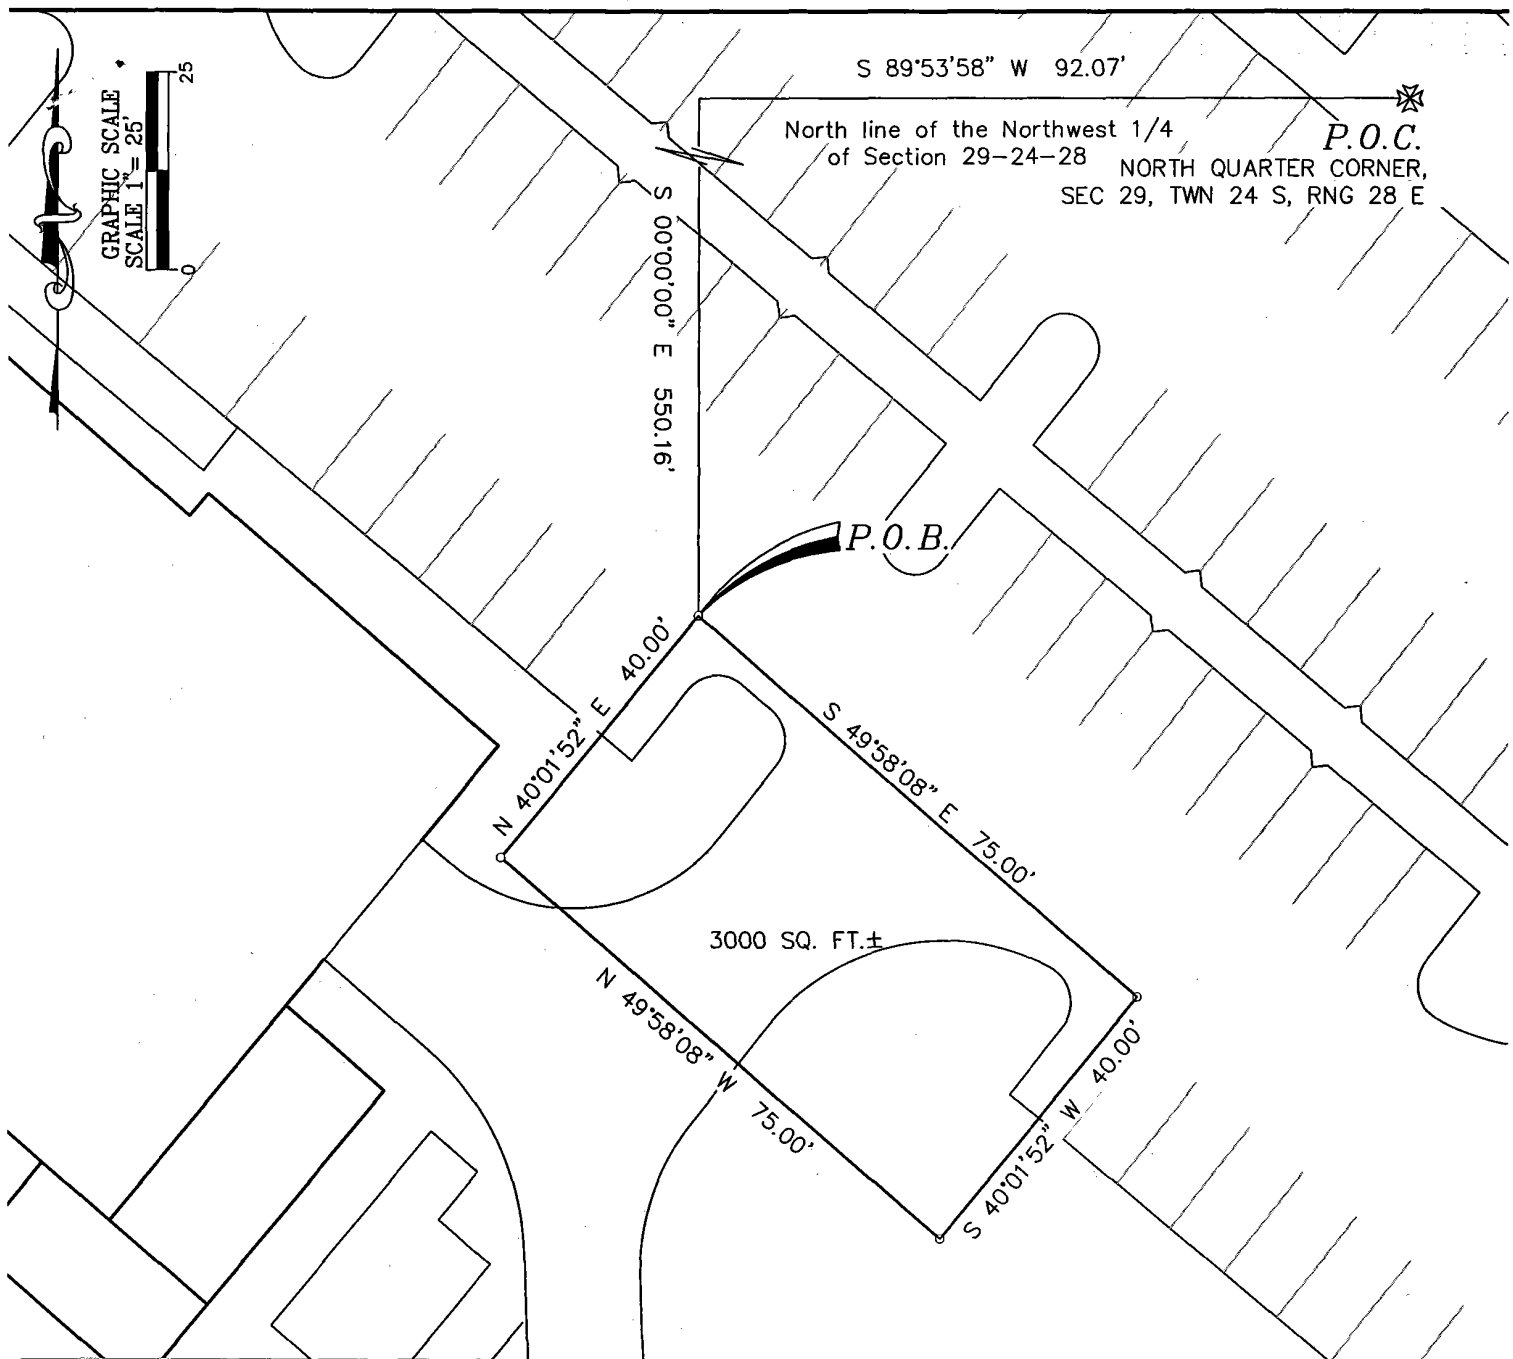 S 89°53'58" W 92.07'
25
GRAPHIC SCALE
SCALE 1"= 25'
0
North line of the Northwest 1/4
of Section 29-24-28
P.O.C.
NORTH QUARTER CORNER,
SEC 29, TWN 24 S, RNG 28 E
S 00°00'00" E 550.16'
P.O.B.
N 40°01'52" E 40.00'
S 49°58'08" E 75.00'
3000 SQ. FT.±
N 49°58'08" W 75.00'
S 40°01'52" W 40.00'